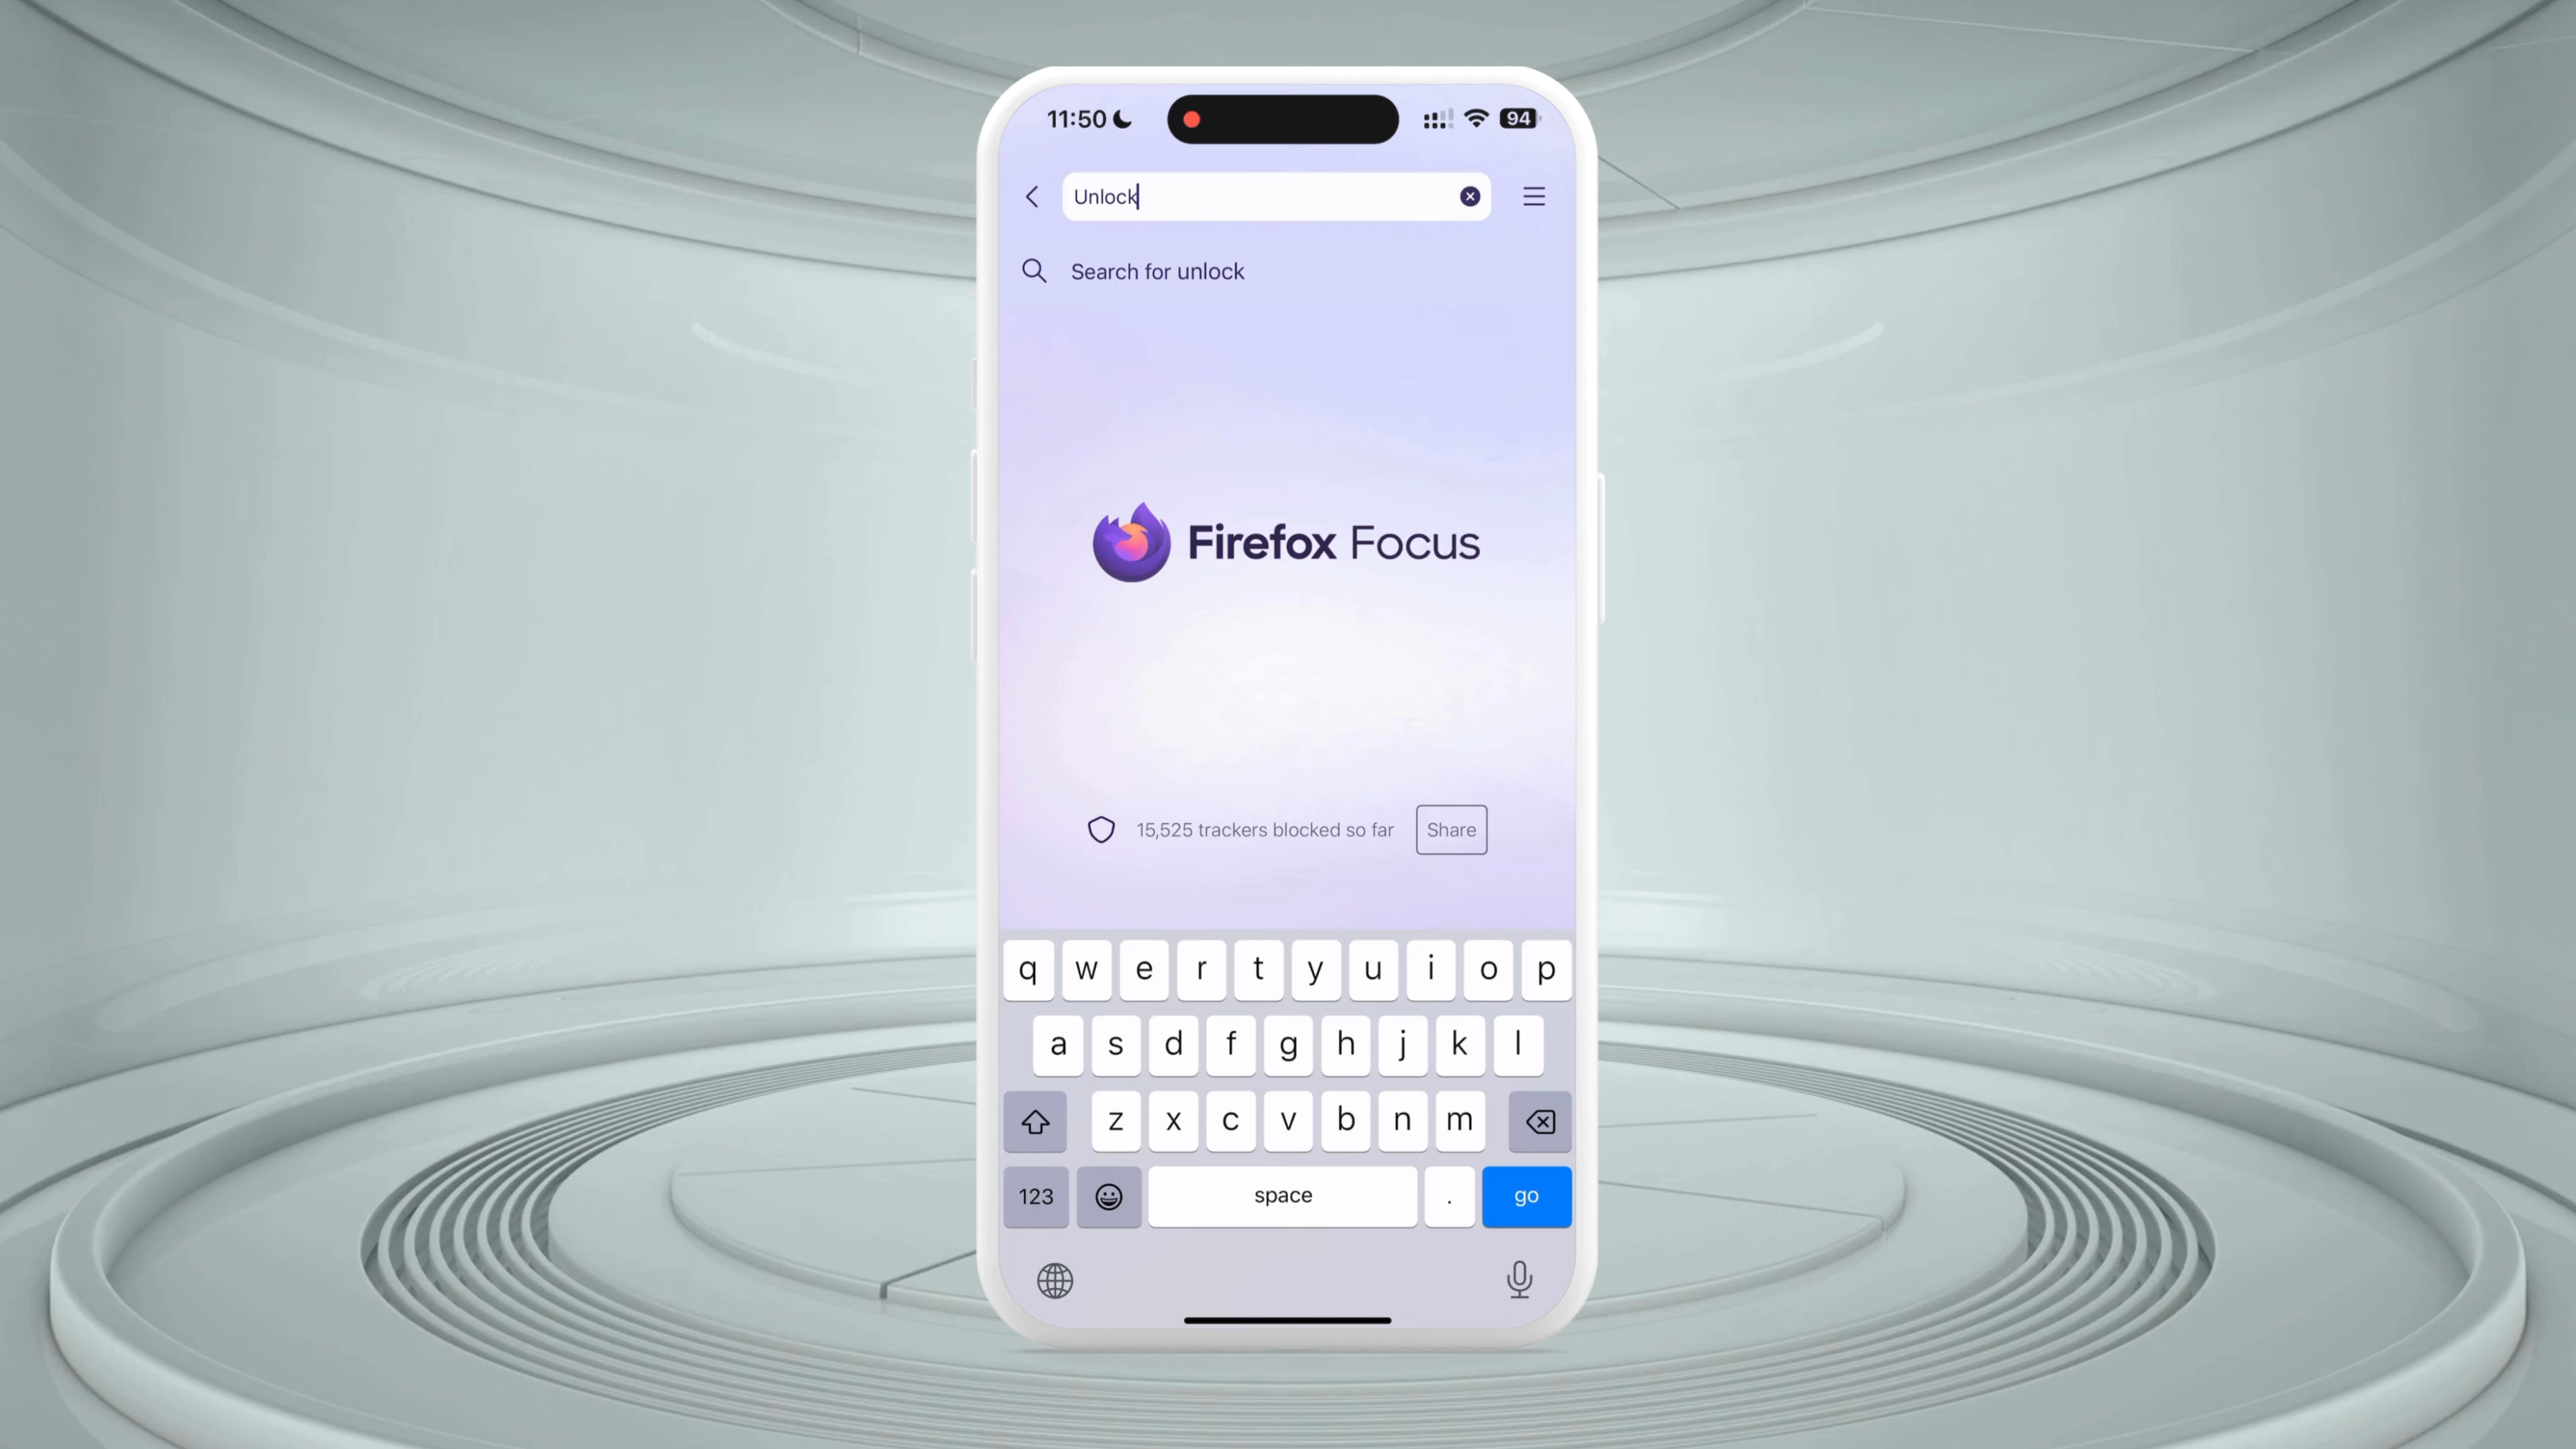 11:50
94
Unlock
Search for unlock
Firefox Focus
15,525 trackers blocked so far
Share
q w e r t y u i o p
a s d f g h j k l
z x c v b n m
123 space . go